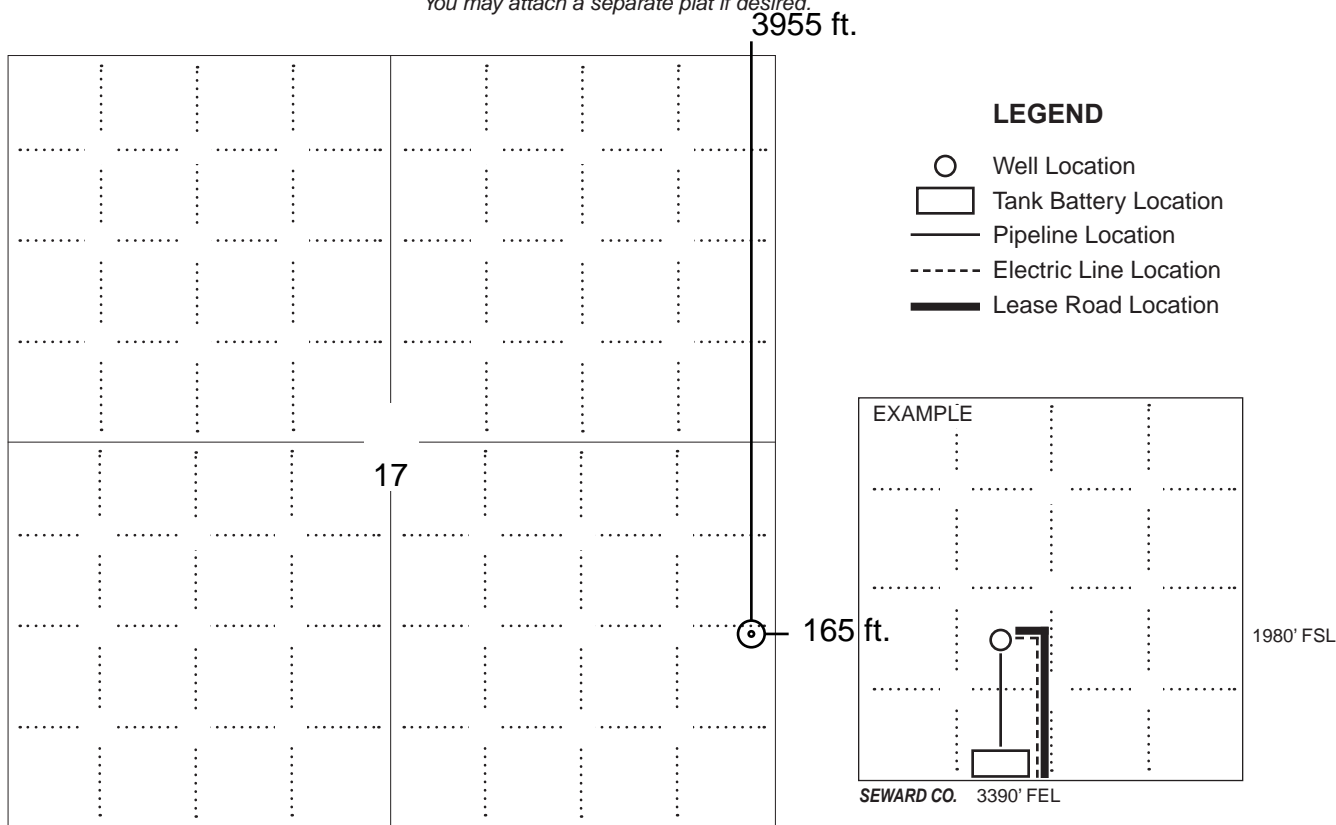 You may attach a separate plat if desired.
3955 ft.
LEGEND
Well Location
Tank Battery Location
Pipeline Location
Electric Line Location
Lease Road Location
EXAMPLE
17
165 ft.
1980' FSL
SEWARD CO. 3390' FEL